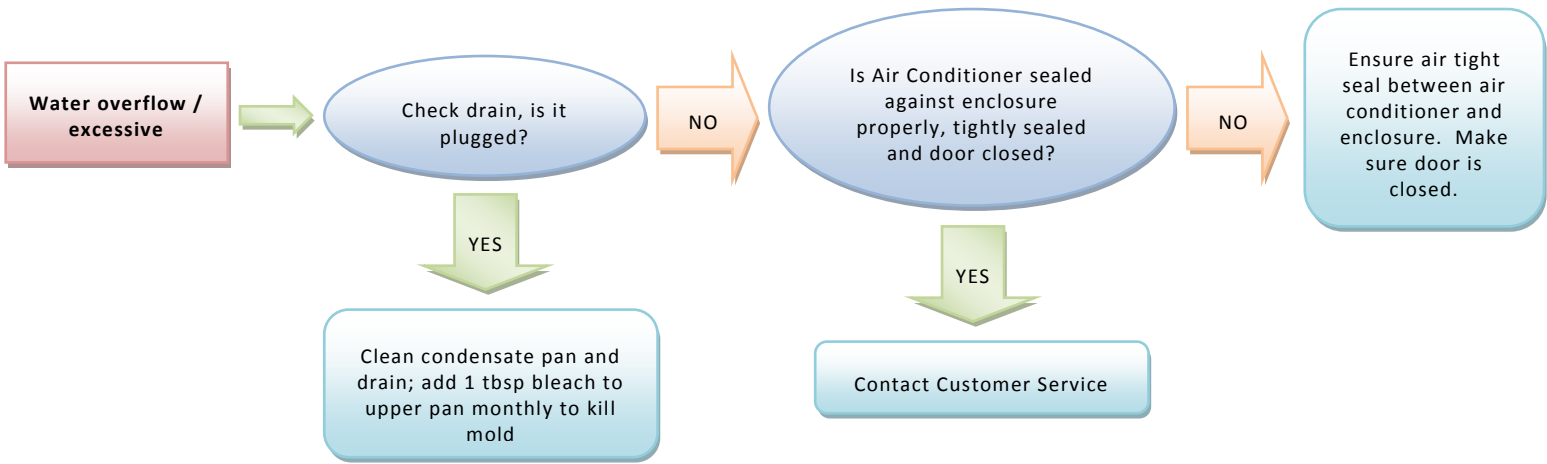 Water overflow /
excessive
Check drain, is it
plugged?
NO
Is Air Conditioner sealed
against enclosure
properly, tightly sealed
and door closed?
NO
Ensure air tight
seal between air
conditioner and
enclosure. Make
sure door is
closed.
YES
Clean condensate pan and
drain; add 1 tbsp bleach to
upper pan monthly to kill
mold
YES
Contact Customer Service